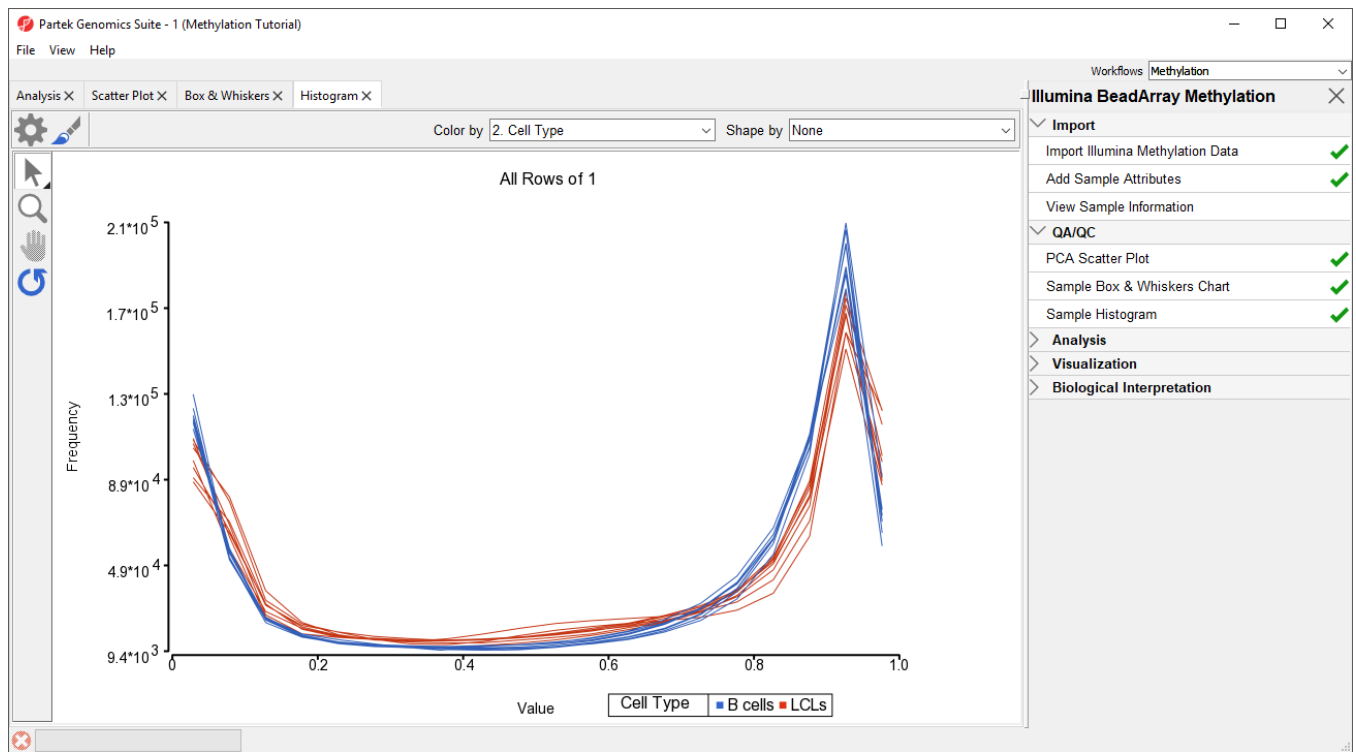 Partek Genomics Suite - 1 (Methylation Tutorial)
File View Help
Workflows Methylation
Analysis X Scatter Plot X Box & Whiskers X Histogram X
Color by 2. Cell Type Shape by None
All Rows of 1
2.1*10^5
1.7*10^5
1.3*10^5
8.9*10^4
4.9*10^4
9.4*10^3
Frequency
0 0.2 0.4 0.6 0.8 1.0
Value
Cell Type B cells LCLs
Illumina BeadArray Methylation
Import
Import Illumina Methylation Data
Add Sample Attributes
View Sample Information
QA/QC
PCA Scatter Plot
Sample Box & Whiskers Chart
Sample Histogram
Analysis
Visualization
Biological Interpretation